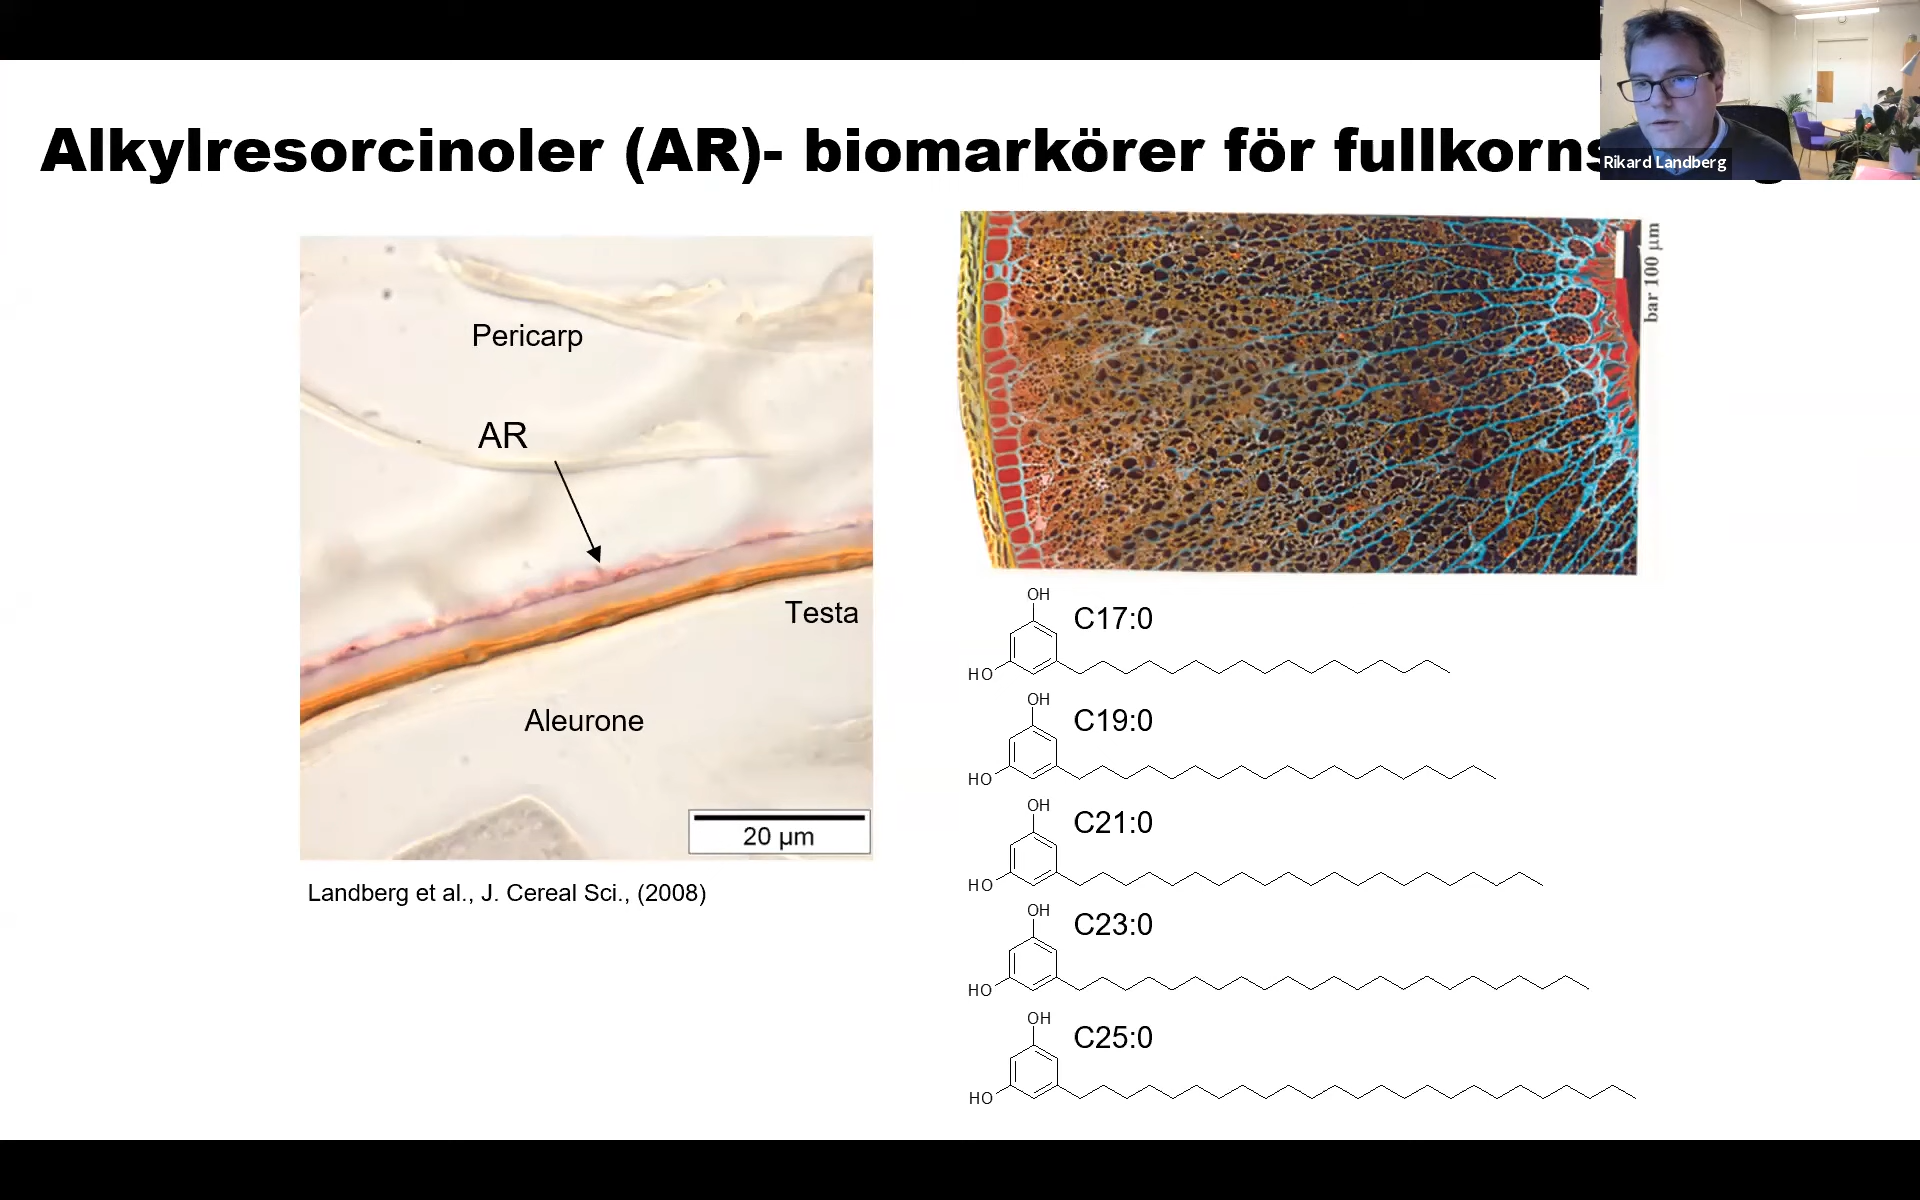 Alkylresorcinoler (AR)- biomarkörer för fullkorns
Rikard Landberg
Pericarp
AR
Testa
Aleurone
20 µm
Landberg et al., J. Cereal Sci., (2008)
bar 100 µm
OH
C17:0
HO
OH
C19:0
HO
OH
C21:0
HO
OH
C23:0
HO
OH
C25:0
HO